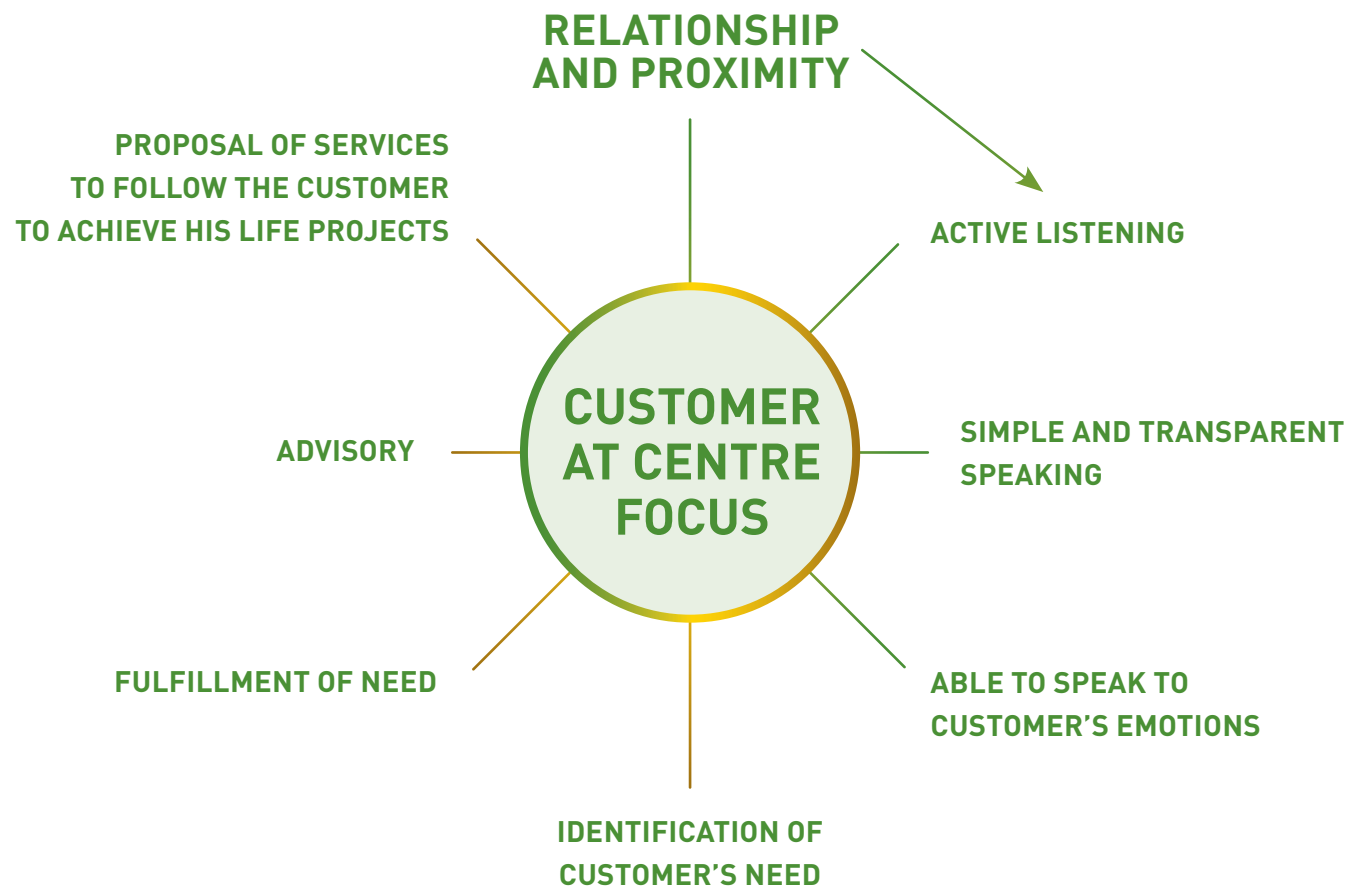 RELATIONSHIP
AND PROXIMITY
ACTIVE LISTENING
SIMPLE AND TRANSPARENT
SPEAKING
ABLE TO SPEAK TO
CUSTOMER’S EMOTIONS
IDENTIFICATION OF
CUSTOMER’S NEED
FULFILLMENT OF NEED
ADVISORY
PROPOSAL OF SERVICES
TO FOLLOW THE CUSTOMER
TO ACHIEVE HIS LIFE PROJECTS
CUSTOMER
AT CENTRE
FOCUS